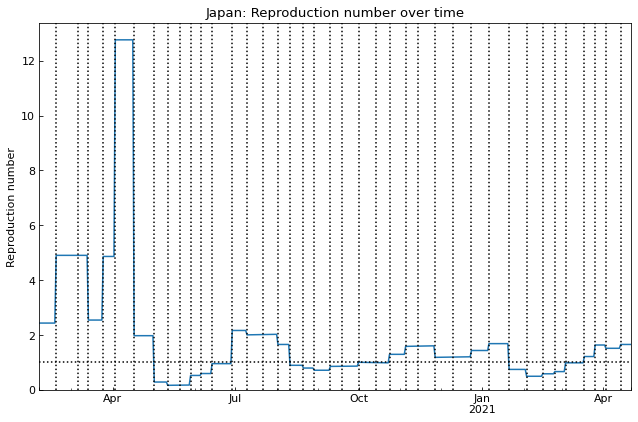 Japan: Reproduction number over time
Reproduction number
12
10
8
6
4
2
0
Apr
Jul
Oct
Jan
2021
Apr